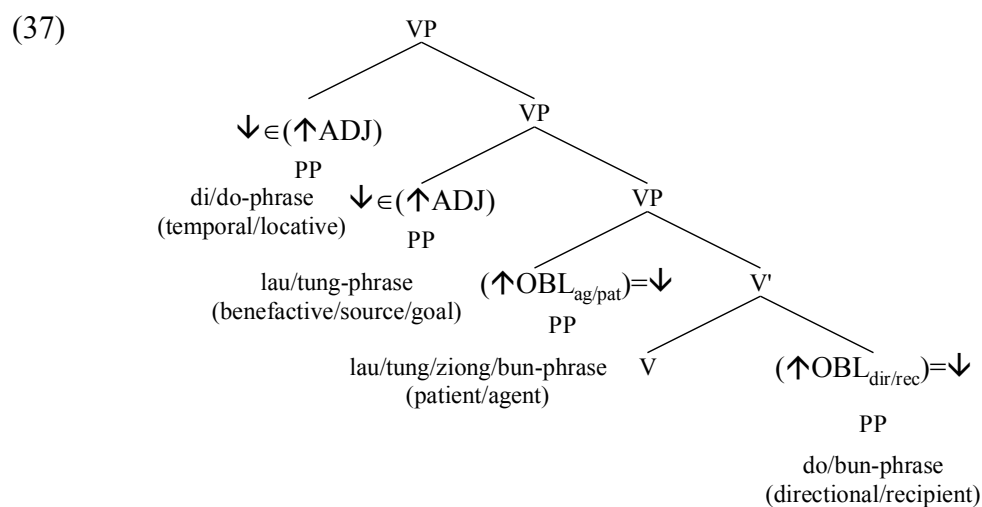 (37)
VP
↓∈(↑ADJ) VP
PP
di/do-phrase
(temporal/locative)
↓∈(↑ADJ) VP
PP
lau/tung-phrase
(benefactive/source/goal)
(↑OBLag/pat)=↓ V'
PP
lau/tung/ziong/bun-phrase
(patient/agent)
V (↑OBLdir/rec)=↓
PP
do/bun-phrase
(directional/recipient)